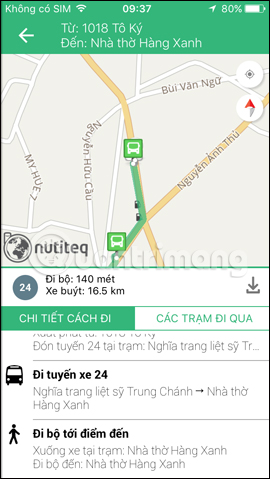 Không có SIM 09:37 80%
Từ: 1018 Tô Ký
Đến: Nhà thờ Hàng Xanh
Bùi Văn Ngữ
Nguyễn Hữu Cầu
Nguyễn Ánh Thủ
MỸ HUỀ 7
nutiteq
quantrimang
24
Đi bộ: 140 mét
Xe buýt: 16.5 km
CHI TIẾT CÁCH ĐI
CÁC TRẠM ĐI QUA
Xuất phát từ: 1018 Tô Ký
Đón tuyến 24 tại trạm: Nghĩa trang liệt sỹ Tr...
Đi tuyến xe 24
Nghĩa trang liệt sỹ Trung Chánh → Nhà thờ
Hàng Xanh
Đi bộ tới điểm đến
Xuống xe tại trạm: Nhà thờ Hàng Xanh
Đi bộ đến: Nhà thờ Hàng Xanh